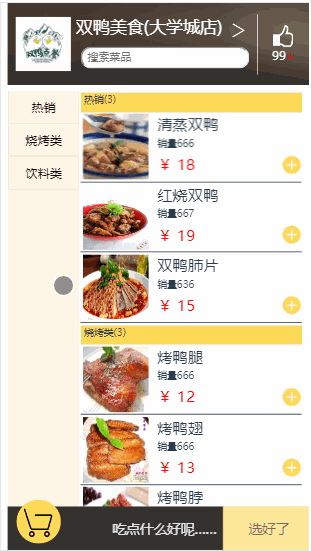 双鸭美食(大学城店)
搜索菜品
99
热销
烧烤类
饮料类
热销(3)
清蒸双鸭
销量666
¥ 18
红烧双鸭
销量667
¥ 19
双鸭肺片
销量636
¥ 15
烧烤类(3)
烤鸭腿
销量666
¥ 12
烤鸭翅
销量666
¥ 13
烤鸭脖
吃点什么好呢......
选好了